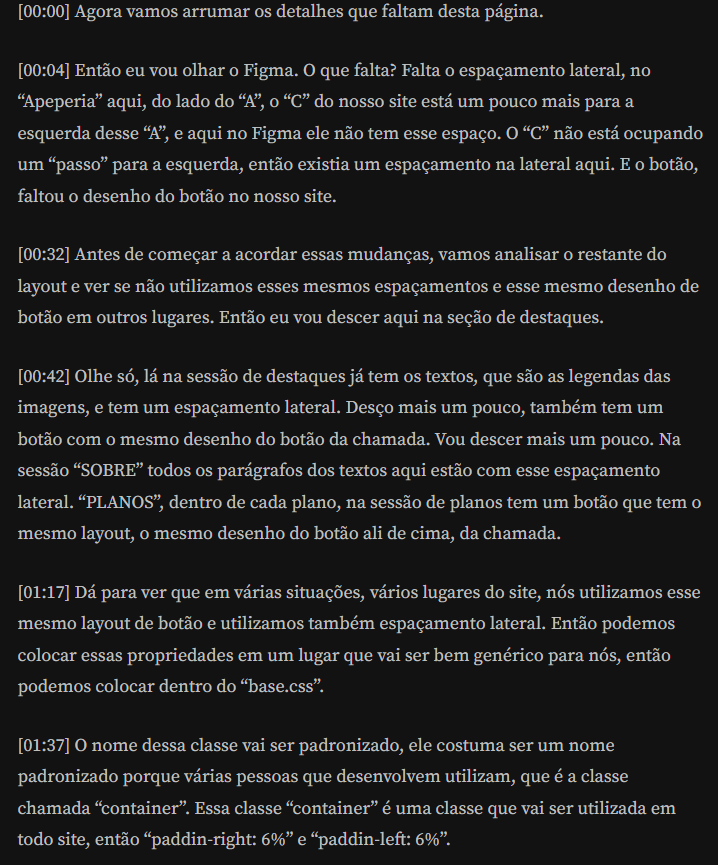 [00:00] Agora vamos arrumar os detalhes que faltam desta página.
[00:04] Então eu vou olhar o Figma. O que falta? Falta o espaçamento lateral, no
“Apeperia” aqui, do lado do “A”, o “C” do nosso site está um pouco mais para a
esquerda desse “A”, e aqui no Figma ele não tem esse espaço. O “C” não está ocupando
um “passo” para a esquerda, então existia um espaçamento na lateral aqui. E o botão,
faltou o desenho do botão no nosso site.
[00:32] Antes de começar a acordar essas mudanças, vamos analisar o restante do
layout e ver se não utilizamos esses mesmos espaçamentos e esse mesmo desenho de
botão em outros lugares. Então eu vou descer aqui na seção de destaques.
[00:42] Olhe só, lá na sessão de destaques já tem os textos, que são as legendas das
imagens, e tem um espaçamento lateral. Desço mais um pouco, também tem um
botão com o mesmo desenho do botão da chamada. Vou descer mais um pouco. Na
sessão “SOBRE” todos os parágrafos dos textos aqui estão com esse espaçamento
lateral. “PLANOS”, dentro de cada plano, na sessão de planos tem um botão que tem o
mesmo layout, o mesmo desenho do botão ali de cima, da chamada.
[01:17] Dá para ver que em várias situações, vários lugares do site, nós utilizamos esse
mesmo layout de botão e utilizamos também espaçamento lateral. Então podemos
colocar essas propriedades em um lugar que vai ser bem genérico para nós, então
podemos colocar dentro do “base.css”.
[01:37] O nome dessa classe vai ser padronizado, ele costuma ser um nome
padronizado porque várias pessoas que desenvolvem utilizam, que é a classe
chamada “container”. Essa classe “container” é uma classe que vai ser utilizada em
todo site, então “paddin-right: 6%” e “paddin-left: 6%”.